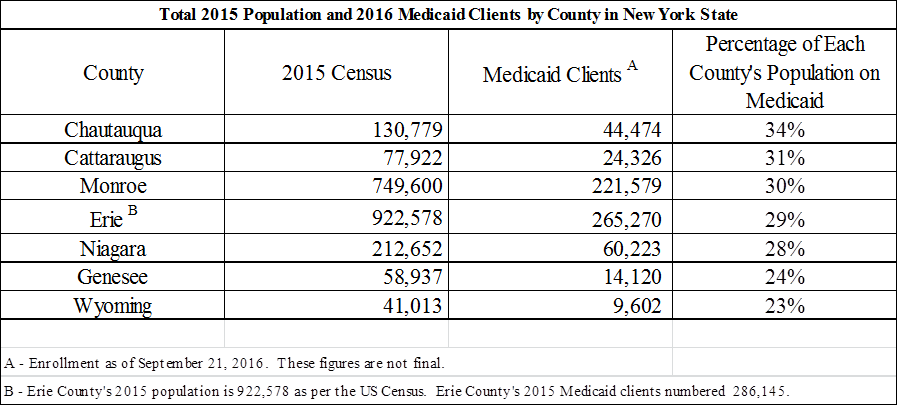 Total 2015 Population and 2016 Medicaid Clients by County in New York State
County 2015 Census Medicaid Clients A Percentage of Each
County's Population on
Medicaid
Chautauqua 130,779 44,474 34%
Cattaraugus 77,922 24,326 31%
Monroe 749,600 221,579 30%
Erie B 922,578 265,270 29%
Niagara 212,652 60,223 28%
Genesee 58,937 14,120 24%
Wyoming 41,013 9,602 23%
A - Enrollment as of September 21, 2016. These figures are not final.
B - Erie County's 2015 population is 922,578 as per the US Census. Erie County's 2015 Medicaid clients numbered 286,145.